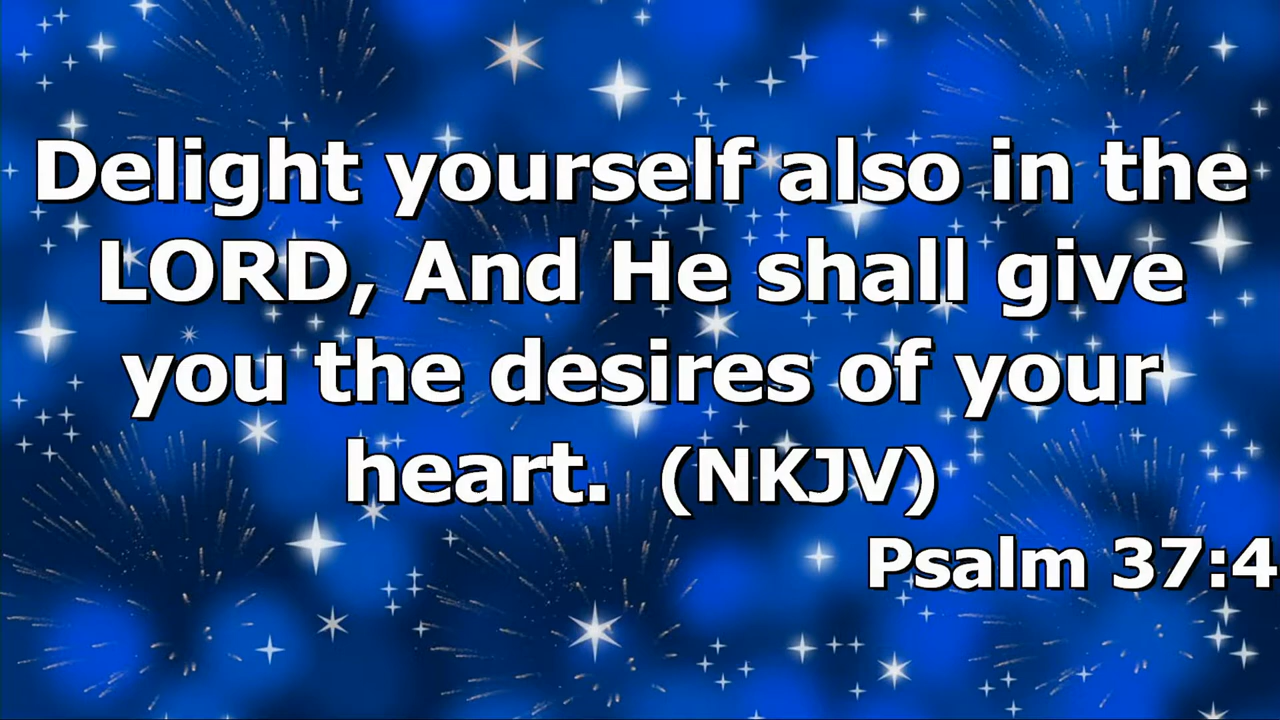 Delight yourself also in the
LORD, And He shall give
you the desires of your
heart.  (NKJV)
Psalm 37:4